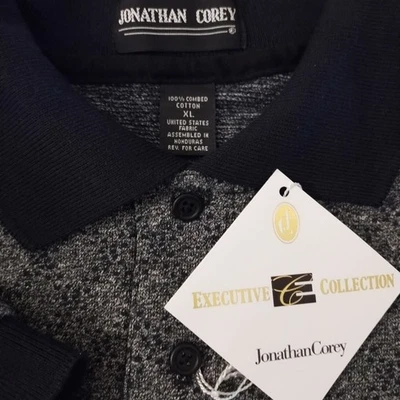 JONATHAN COREY
100% COMBED
COTTON
XL
UNITED STATES
FABRIC
ASSEMBLED IN
HONDURAS
REV. FOR CARE
EXECUTIVE COLLECTION
JonathanCorey